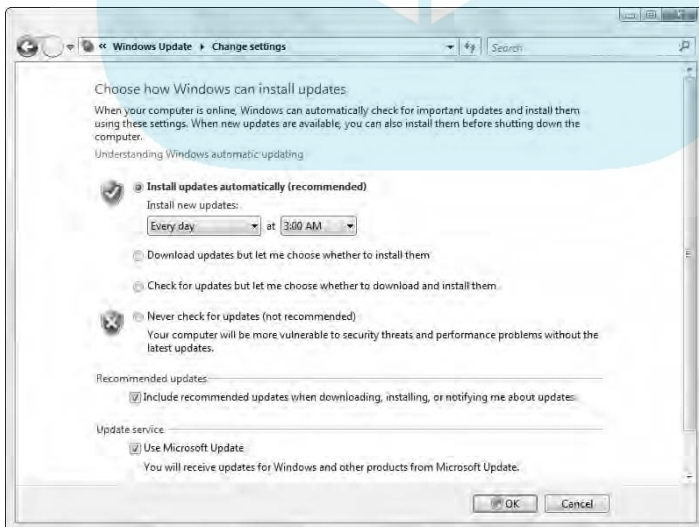 « Windows Update ▸ Change settings
Search
Choose how Windows can install updates
When your computer is online, Windows can automatically check for important updates and install them
using these settings. When new updates are available, you can also install them before shutting down the
computer.
Understanding Windows automatic updating
Install updates automatically (recommended)
Install new updates:
Every day at 3:00 AM
Download updates but let me choose whether to install them
Check for updates but let me choose whether to download and install them
Never check for updates (not recommended)
Your computer will be more vulnerable to security threats and performance problems without the
latest updates.
Recommended updates
Include recommended updates when downloading, installing, or notifying me about updates
Update service
Use Microsoft Update
You will receive updates for Windows and other products from Microsoft Update.
OK Cancel